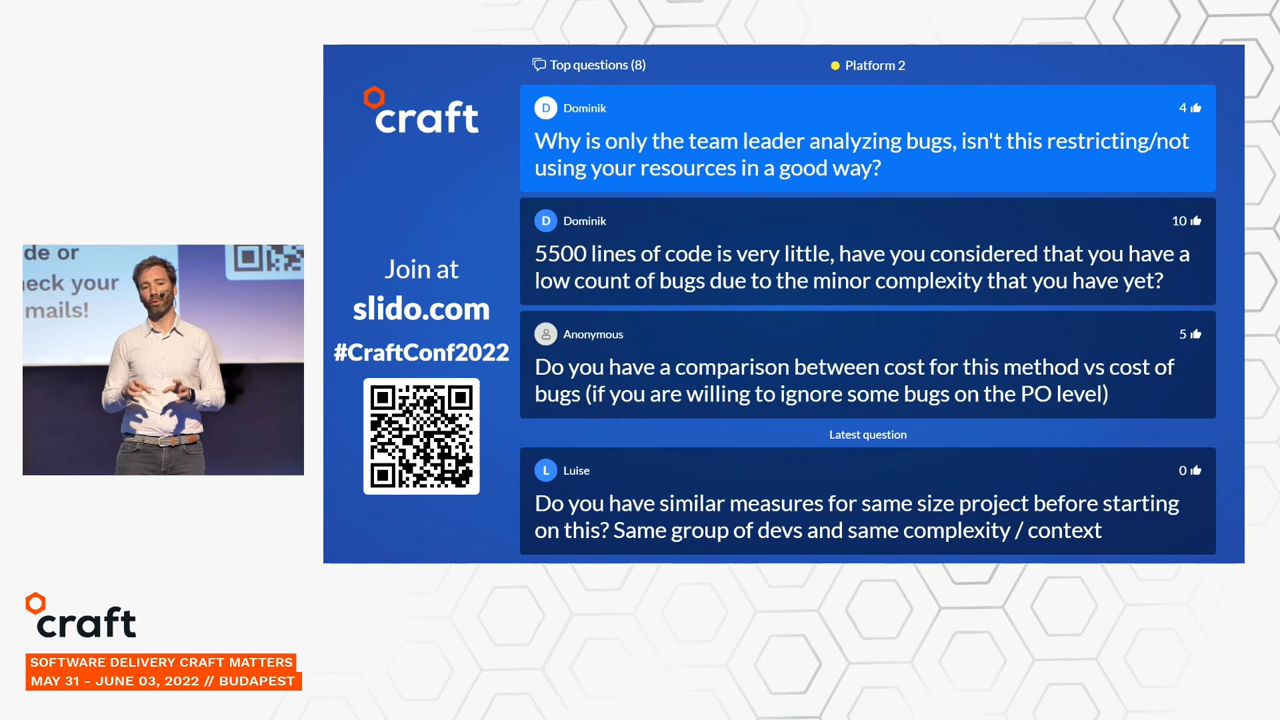 Top questions (8)
Platform 2
craft
D Dominik
4
Why is only the team leader analyzing bugs, isn't this restricting/not
using your resources in a good way?
D Dominik
10
5500 lines of code is very little, have you considered that you have a
low count of bugs due to the minor complexity that you have yet?
Anonymous
5
Do you have a comparison between cost for this method vs cost of
bugs (if you are willing to ignore some bugs on the PO level)
Latest question
L Luise
0
Do you have similar measures for same size project before starting
on this? Same group of devs and same complexity / context
Join at
slido.com
#CraftConf2022
de or
eck your
mails!
craft
SOFTWARE DELIVERY CRAFT MATTERS
MAY 31 - JUNE 03, 2022 // BUDAPEST